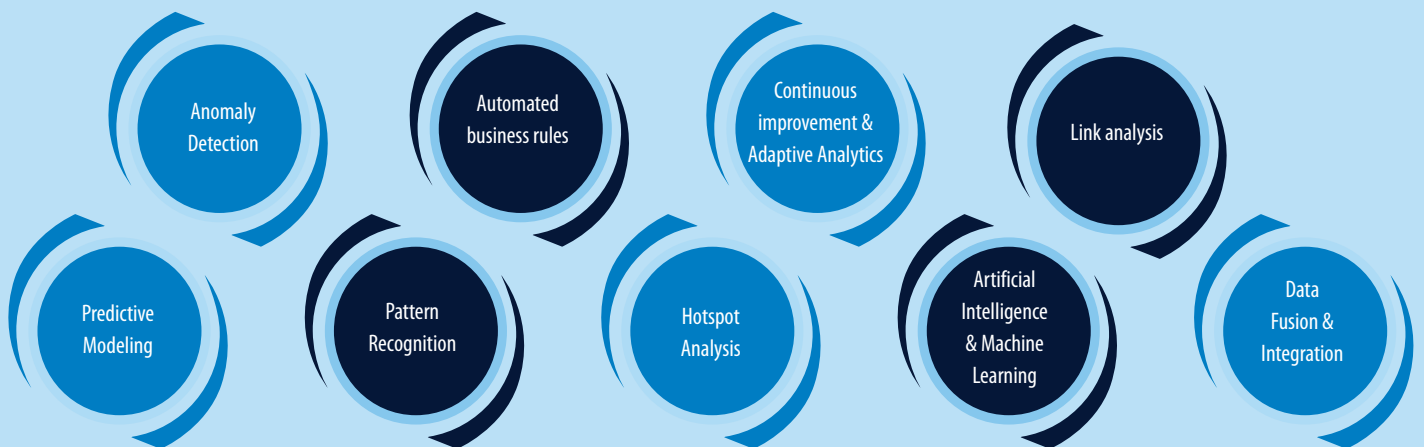 Anomaly
Detection
Automated
business rules
Continuous
improvement &
Adaptive Analytics
Link analysis
Predictive
Modeling
Pattern
Recognition
Hotspot
Analysis
Artificial
Intelligence
& Machine
Learning
Data
Fusion &
Integration